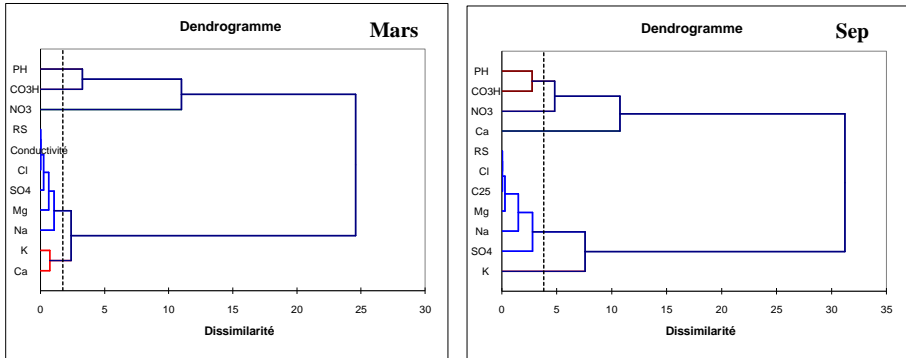 Dendrogramme
Mars
PH
CO3H
NO3
RS
Conductivité
Cl
SO4
Mg
Na
K
Ca
0 5 10 15 20 25 30
Dissimilarité
Dendrogramme
Sep
PH
CO3H
NO3
Ca
RS
Cl
C25
Mg
Na
SO4
K
0 5 10 15 20 25 30 35
Dissimilarité